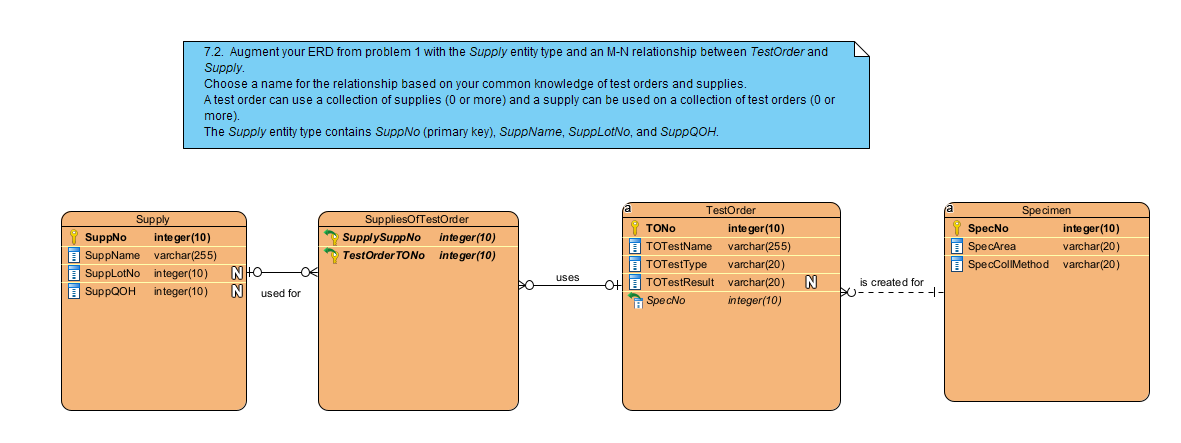 7.2. Augment your ERD from problem 1 with the Supply entity type and an M-N relationship between TestOrder and
Supply.
Choose a name for the relationship based on your common knowledge of test orders and supplies.
A test order can use a collection of supplies (0 or more) and a supply can be used on a collection of test orders (0 or
more).
The Supply entity type contains SuppNo (primary key), SuppName, SuppLotNo, and SuppQOH.
Supply
SuppNo integer(10)
SuppName varchar(255)
SuppLotNo integer(10) N
SuppQOH integer(10) N
used for
SuppliesOfTestOrder
SupplySuppNo integer(10)
TestOrderTONo integer(10)
uses
a
TestOrder
TONo integer(10)
TOTestName varchar(255)
TOTestType varchar(20)
TOTestResult varchar(20) N
SpecNo integer(10)
is created for
a
Specimen
SpecNo integer(10)
SpecArea varchar(20)
SpecCollMethod varchar(20)